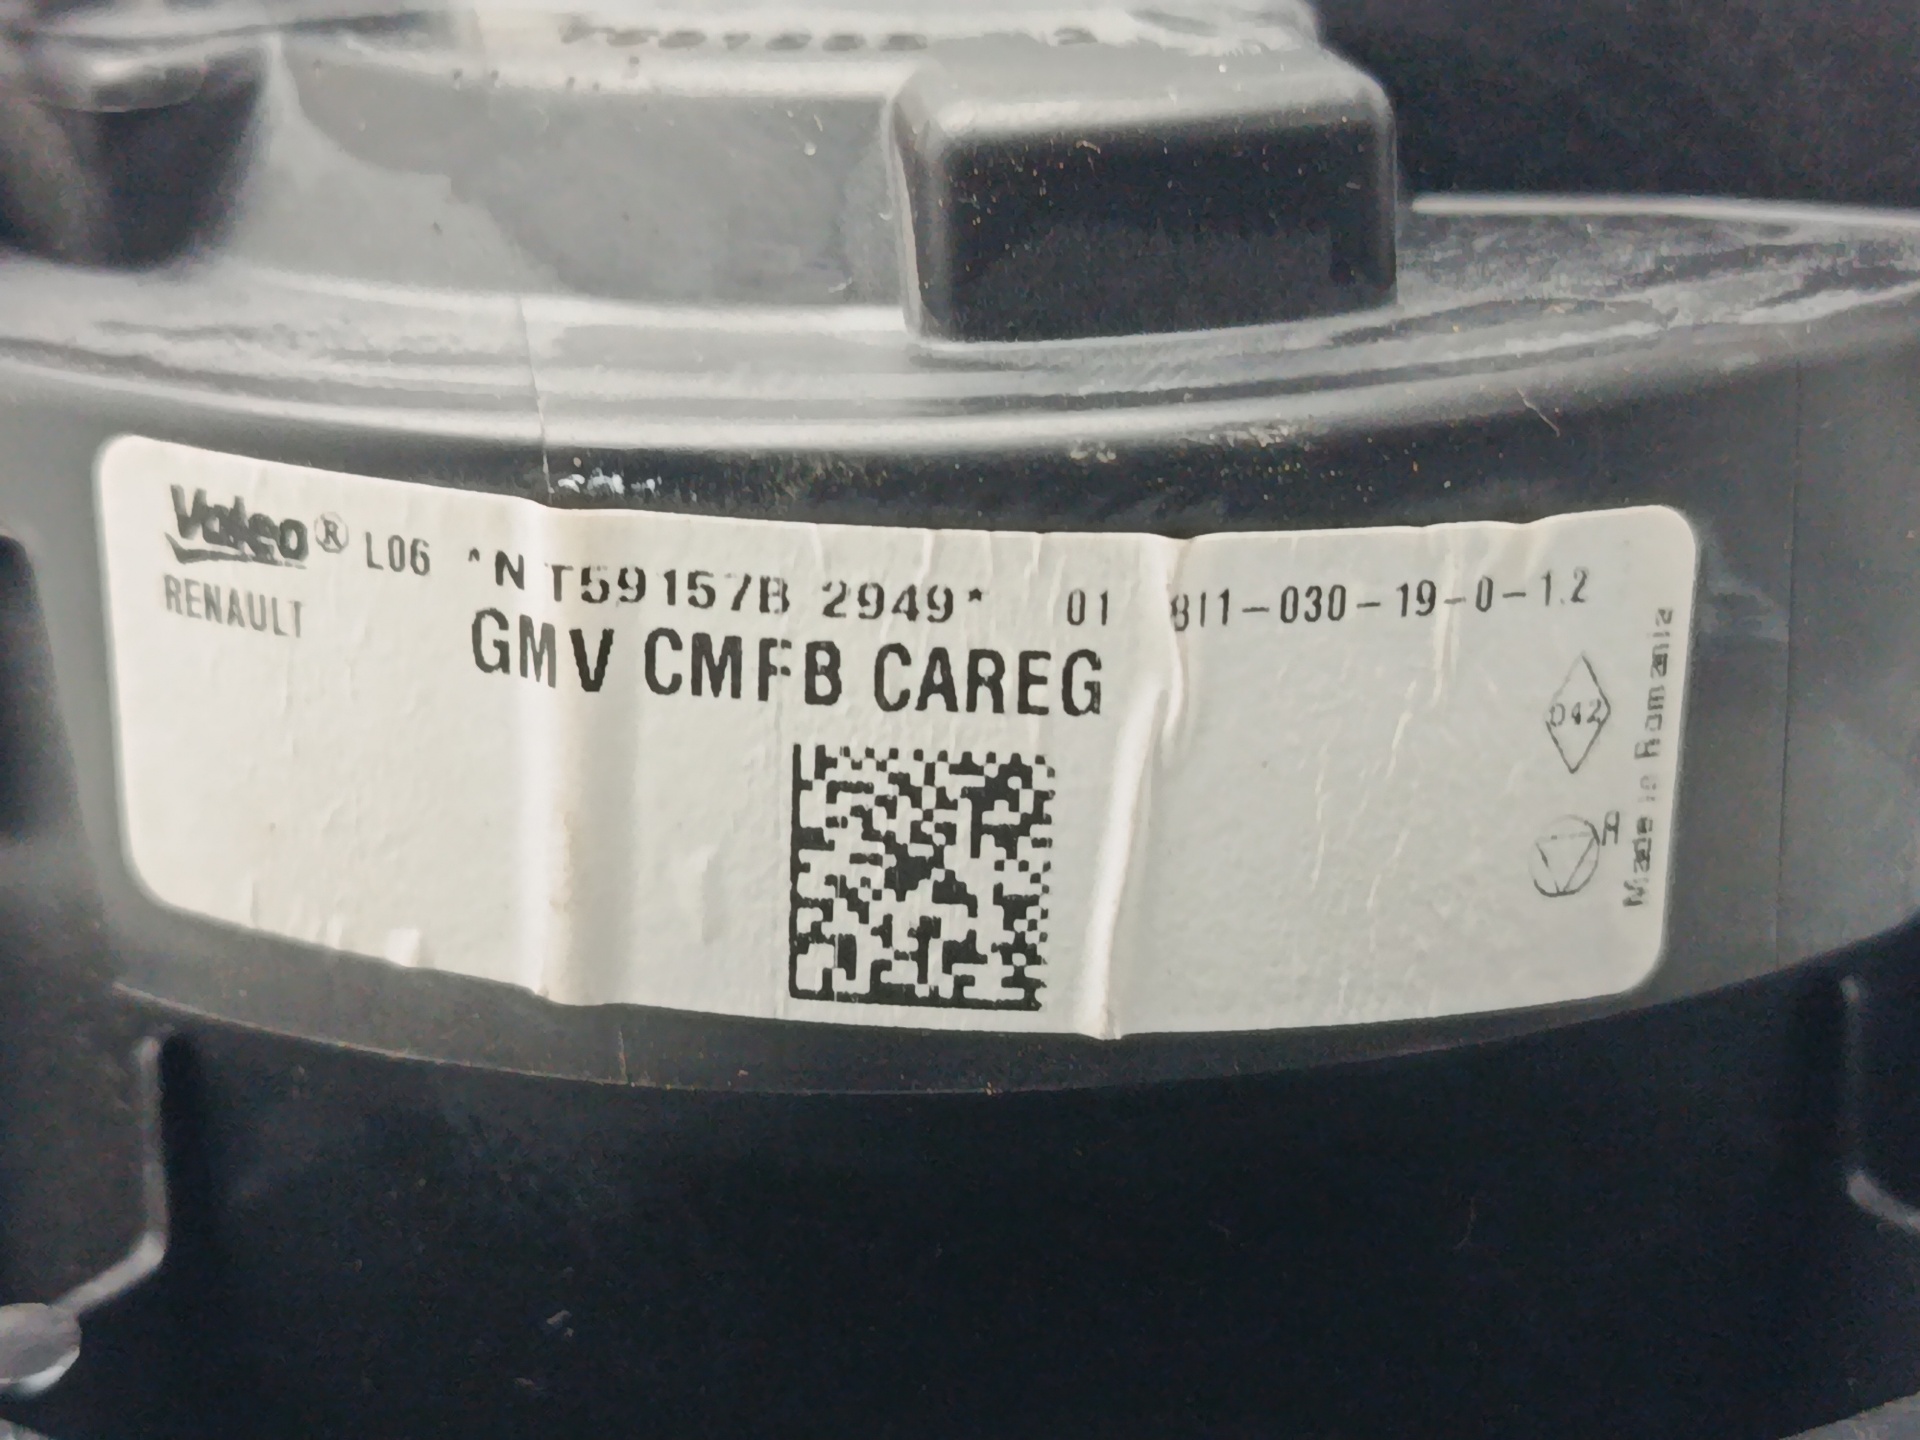 Valeo® L06 *N T59157B 2949* 01 811-030-19-0-1.2
RENAULT
GMV CMFB CAREG
042
Made in Romania